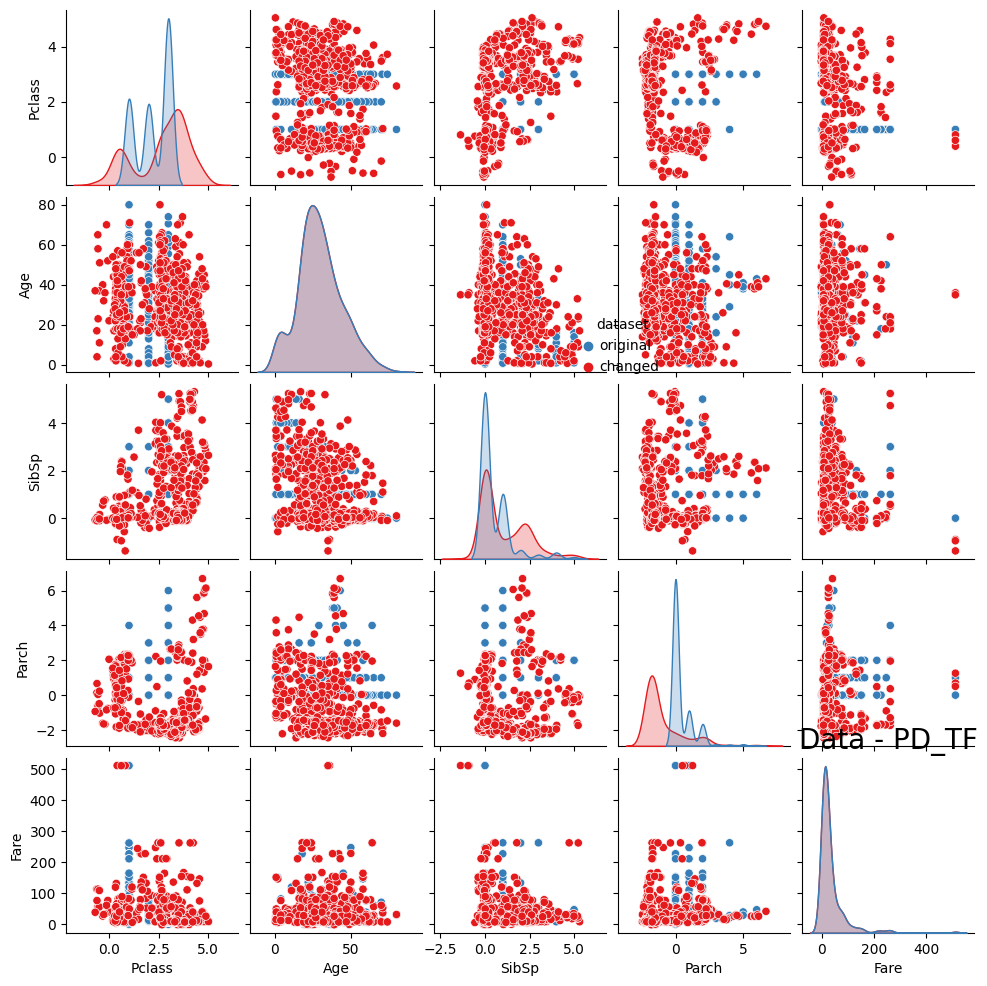 4
2
0
Pclass
80
60
40
20
0
Age
dataset
original
changed
4
2
0
SibSp
6
4
2
0
−2
Parch
Data - PD_TF
500
400
300
200
100
0
Fare
0.0 2.5 5.0 0 50 −2.5 0.0 2.5 5.0 0 5 0 200 400
Pclass Age SibSp Parch Fare